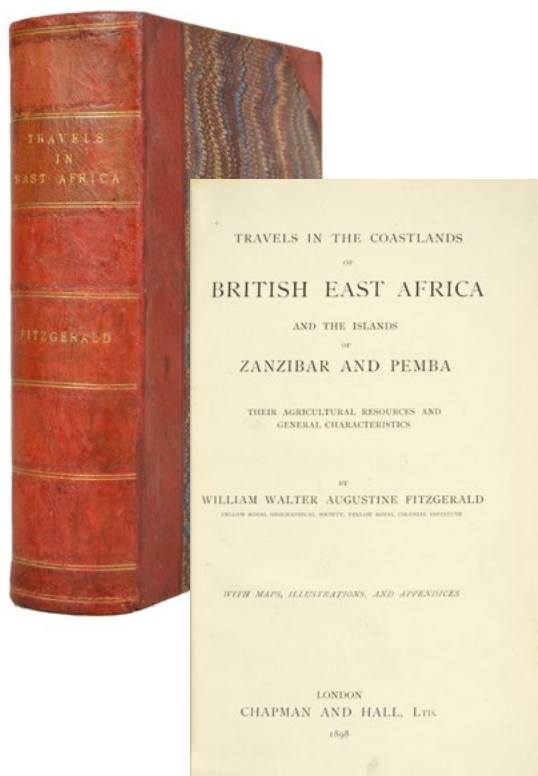 TRAVELS
IN
EAST AFRICA
FITZGERALD
TRAVELS IN THE COASTLANDS
OF
BRITISH EAST AFRICA
AND THE ISLANDS
OF
ZANZIBAR AND PEMBA
THEIR AGRICULTURAL RESOURCES AND
GENERAL CHARACTERISTICS
BY
WILLIAM WALTER AUGUSTINE FITZGERALD
FELLOW ROYAL GEOGRAPHICAL SOCIETY, FELLOW ROYAL COLONIAL INSTITUTE
WITH MAPS, ILLUSTRATIONS, AND APPENDICES
LONDON
CHAPMAN AND HALL, LTD.
1898